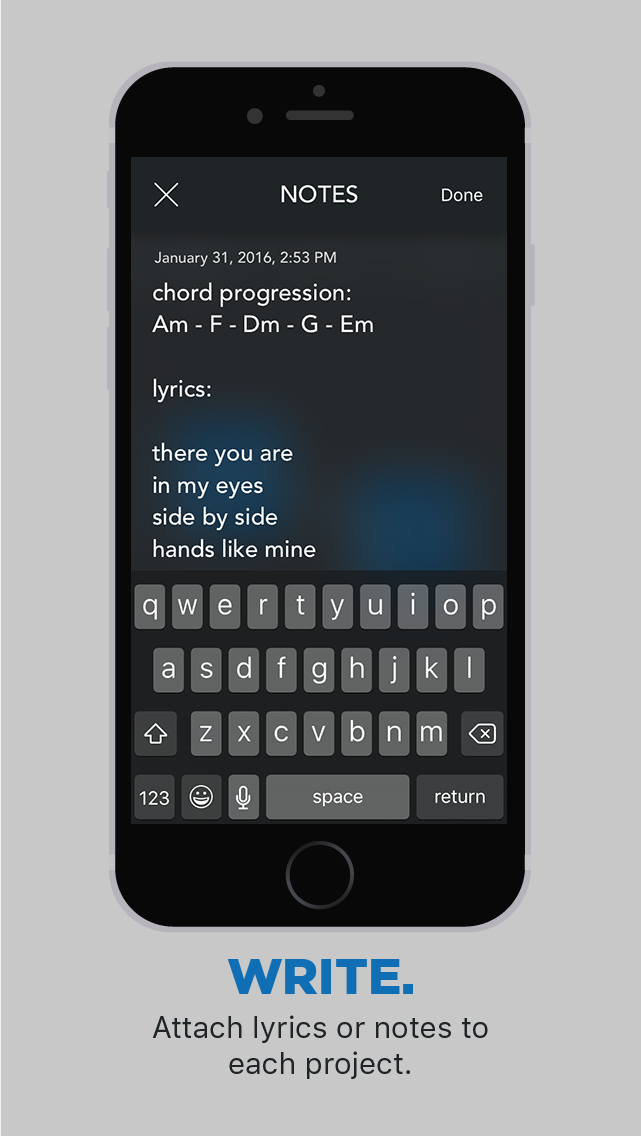 NOTES
Done
January 31, 2016, 2:53 PM
chord progression:
Am - F - Dm - G - Em
lyrics:
there you are
in my eyes
side by side
hands like mine
q w e r t y u i o p
a s d f g h j k l
z x c v b n m
123 space return
WRITE.
Attach lyrics or notes to
each project.